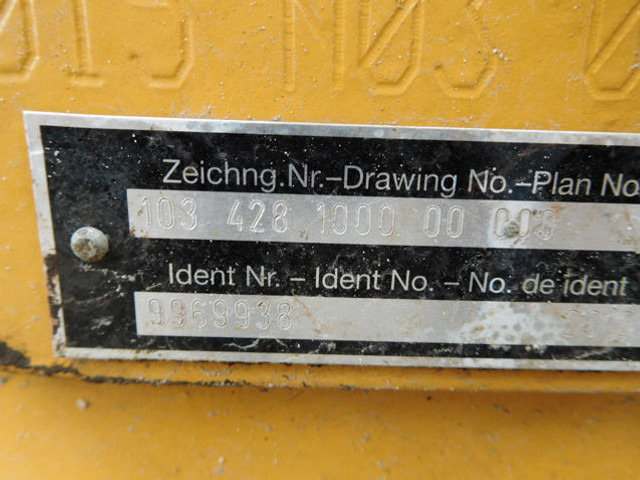 Zeichng.Nr.–Drawing No.–Plan No
103 428 1000 00 003
Ident Nr. – Ident No. – No. de ident
9969938